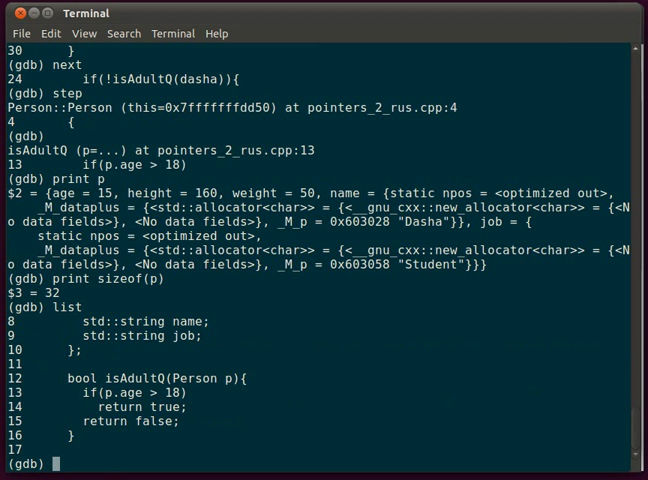 Terminal
File Edit View Search Terminal Help
30      }
(gdb) next
24        if(!isAdultQ(dasha)){
(gdb) step
Person::Person (this=0x7fffffffdd50) at pointers_2_rus.cpp:4
4       {
(gdb)
isAdultQ (p=...) at pointers_2_rus.cpp:13
13        if(p.age > 18)
(gdb) print p
$2 = {age = 15, height = 160, weight = 50, name = {static npos = <optimized out>,
    _M_dataplus = {<std::allocator<char>> = {<__gnu_cxx::new_allocator<char>> = {<N
o data fields>}, <No data fields>}, _M_p = 0x603028 "Dasha"}}, job = {
    static npos = <optimized out>,
    _M_dataplus = {<std::allocator<char>> = {<__gnu_cxx::new_allocator<char>> = {<N
o data fields>}, <No data fields>}, _M_p = 0x603058 "Student"}}}
(gdb) print sizeof(p)
$3 = 32
(gdb) list
8         std::string name;
9         std::string job;
10      };
11
12      bool isAdultQ(Person p){
13        if(p.age > 18)
14          return true;
15        return false;
16      }
17
(gdb)